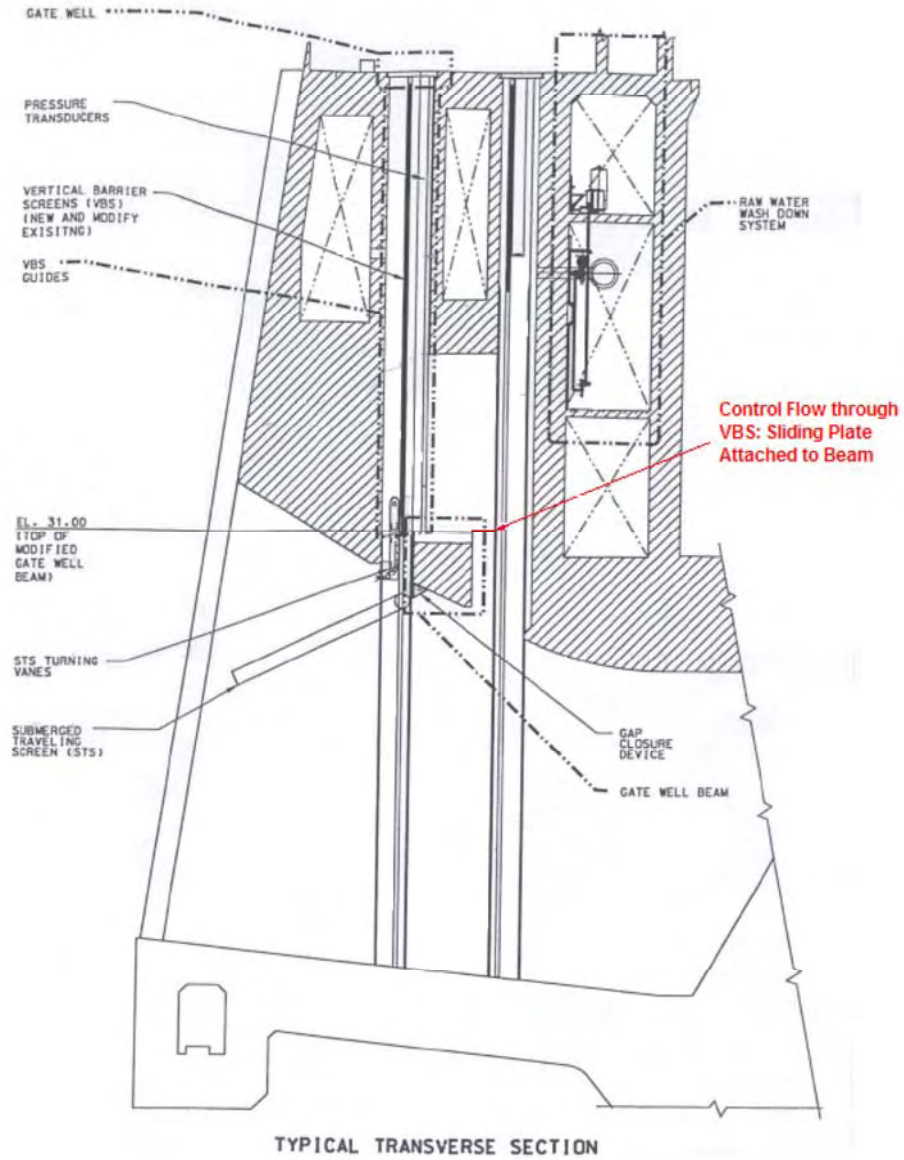 GATE WELL
PRESSURE
TRANSDUCERS
VERTICAL BARRIER
SCREENS (VBS)
(NEW AND MODIFY
EXISITNG)
VBS
GUIDES
RAW WATER
WASH DOWN
SYSTEM
Control Flow through
VBS: Sliding Plate
Attached to Beam
EL. 31.00
(TOP OF
MODIFIED
GATE WELL
BEAM)
STS TURNING
VANES
SUBMERGED
TRAVELING
SCREEN (STS)
GAP
CLOSURE
DEVICE
GATE WELL BEAM
TYPICAL TRANSVERSE SECTION